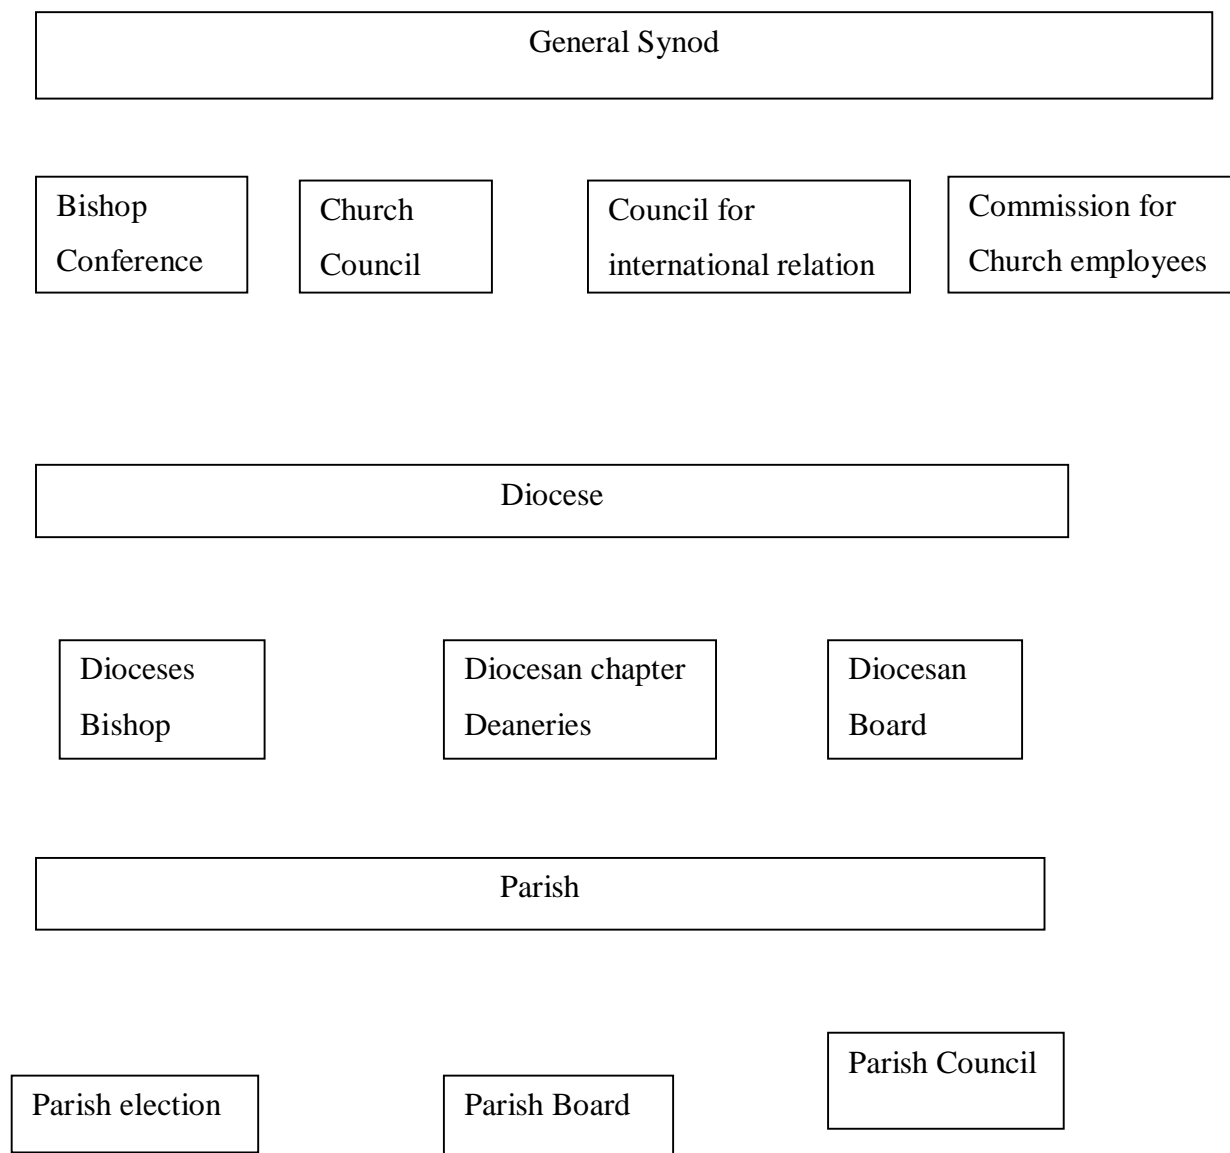 General Synod
Bishop
Conference
Church
Council
Council for
international relation
Commission for
Church employees
Diocese
Dioceses
Bishop
Diocesan chapter
Deaneries
Diocesan
Board
Parish
Parish election
Parish Board
Parish Council